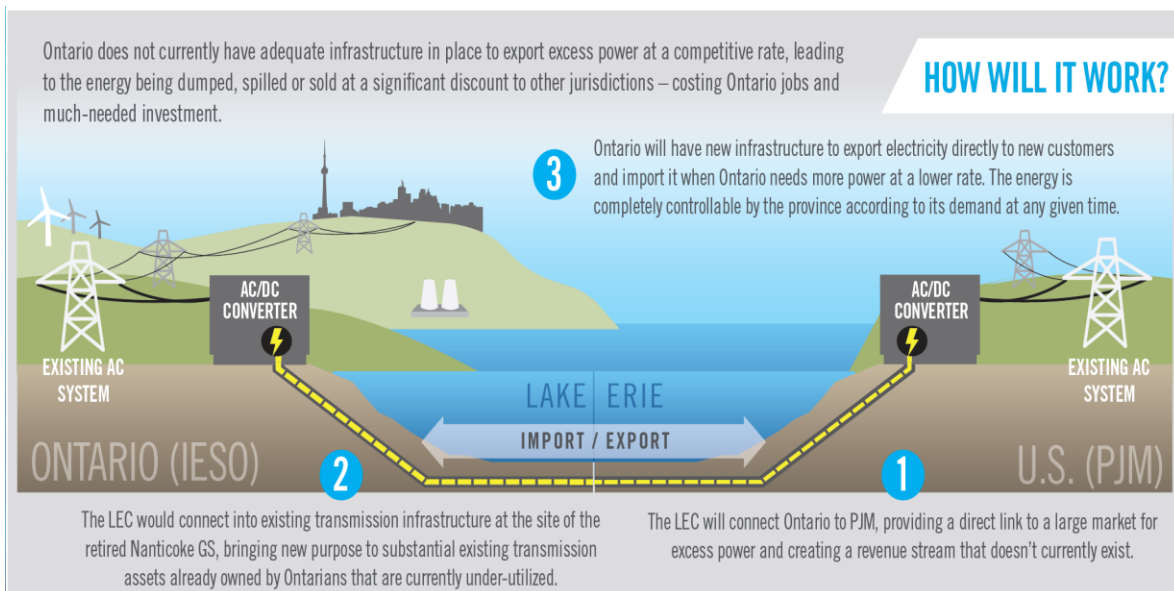 Ontario does not currently have adequate infrastructure in place to export excess power at a competitive rate, leading
to the energy being dumped, spilled or sold at a significant discount to other jurisdictions – costing Ontario jobs and
much-needed investment.
HOW WILL IT WORK?
3
Ontario will have new infrastructure to export electricity directly to new customers
and import it when Ontario needs more power at a lower rate. The energy is
completely controllable by the province according to its demand at any given time.
AC/DC
CONVERTER
AC/DC
CONVERTER
EXISTING AC
SYSTEM
EXISTING AC
SYSTEM
LAKE ERIE
IMPORT / EXPORT
ONTARIO (IESO)
U.S. (PJM)
2
The LEC would connect into existing transmission infrastructure at the site of the
retired Nanticoke GS, bringing new purpose to substantial existing transmission
assets already owned by Ontarians that are currently under-utilized.
1
The LEC will connect Ontario to PJM, providing a direct link to a large market for
excess power and creating a revenue stream that doesn't currently exist.